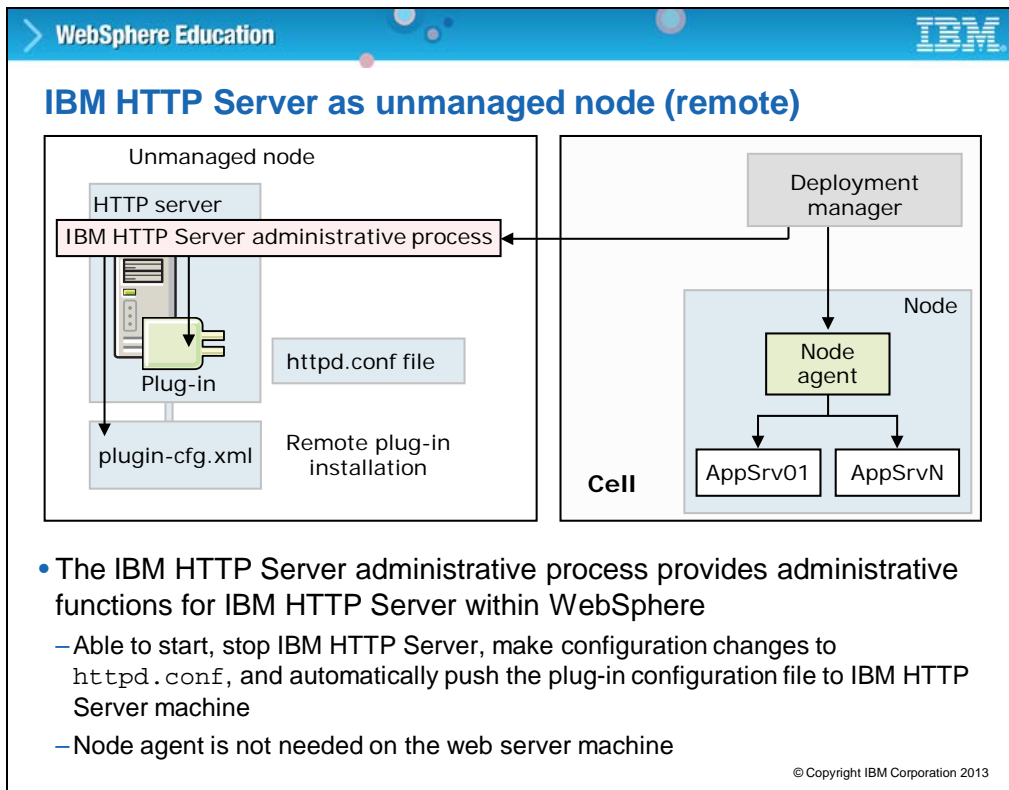 WebSphere Education
IBM
IBM HTTP Server as unmanaged node (remote)
Unmanaged node
HTTP server
IBM HTTP Server administrative process
Plug-in
httpd.conf file
plugin-cfg.xml
Remote plug-in
installation
Deployment
manager
Node
Node
agent
AppSrv01
AppSrvN
Cell
• The IBM HTTP Server administrative process provides administrative
functions for IBM HTTP Server within WebSphere
–Able to start, stop IBM HTTP Server, make configuration changes to
httpd.conf, and automatically push the plug-in configuration file to IBM HTTP
Server machine
–Node agent is not needed on the web server machine
© Copyright IBM Corporation 2013